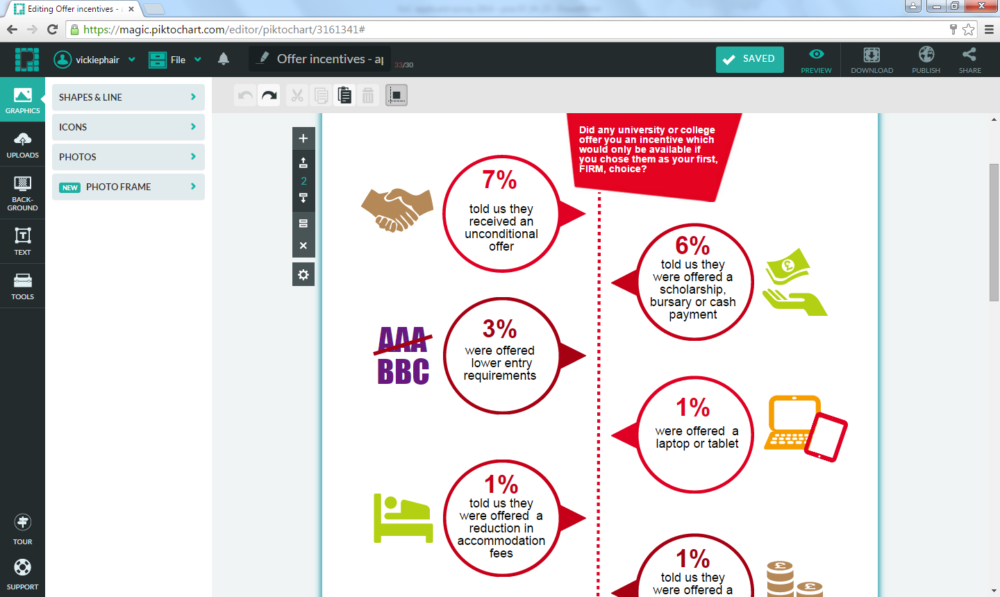 Editing Offer incentives -
https://magic.piktochart.com/editor/piktochart/3161341#
vickiephair
File
Offer incentives - ap
33/30
SAVED
PREVIEW
DOWNLOAD
PUBLISH
SHARE
GRAPHICS
UPLOADS
BACK-
GROUND
TEXT
TOOLS
TOUR
SUPPORT
SHAPES & LINE
ICONS
PHOTOS
NEW PHOTO FRAME
2
Did any university or college
offer you an incentive which
would only be available if
you chose them as your first,
FIRM, choice?
7%
told us they
received an
unconditional
offer
6%
told us they
were offered a
scholarship,
bursary or cash
payment
£
AAA
BBC
3%
were offered
lower entry
requirements
1%
were offered a
laptop or tablet
1%
told us they
were offered a
reduction in
accommodation
fees
1%
told us they
were offered a
£
£